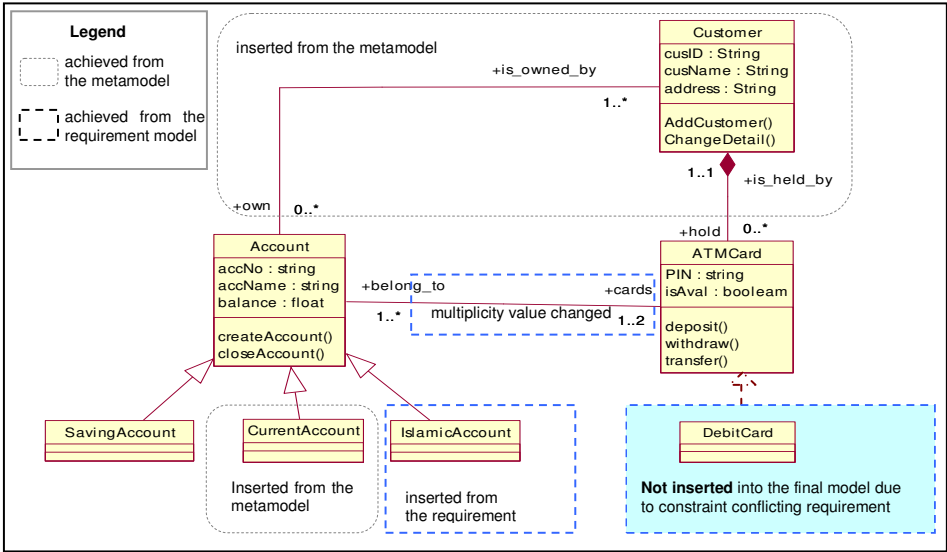 Legend
achieved from
the metamodel
achieved from the
requirement model
inserted from the metamodel
+is_owned_by
1..*
Customer
cusID : String
cusName : String
address : String
AddCustomer()
ChangeDetail()
1..1
+is_held_by
+own
0..*
+hold
0..*
Account
accNo : string
accName : string
balance : float
createAccount()
closeAccount()
+belong_to
1..*
+cards
multiplicity value changed
1..2
ATMCard
PIN : string
isAval : booleam
deposit()
withdraw()
transfer()
SavingAccount
CurrentAccount
Inserted from the
metamodel
IslamicAccount
inserted from
the requirement
DebitCard
Not inserted into the final model due
to constraint conflicting requirement